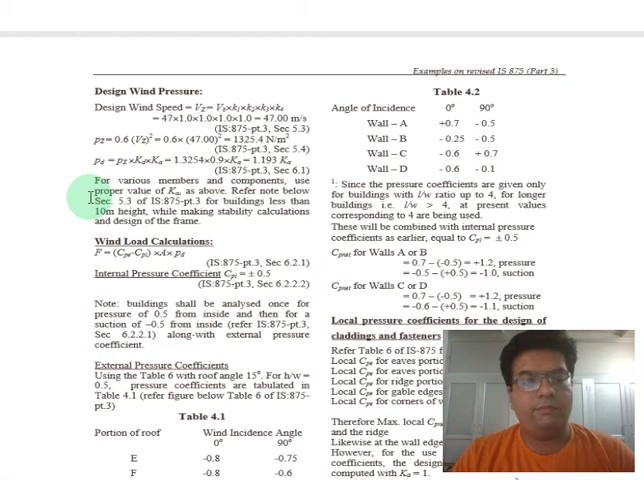 Examples on revised IS 875 (Part 3)
Design Wind Pressure:
Design Wind Speed = VZ= Vb×k1×k2×k3×k4
= 47×1.0×1.0×1.0×1.0= 47.00 m/s
(IS:875-pt.3, Sec 5.3)
pZ= 0.6 (VZ)2 = 0.6× (47.00)2 = 1325.4 N/m2
(IS:875-pt.3, Sec 5.4)
pd = pZ×Kd×Ka= 1.3254×0.9×Ka= 1.193 Ka
(IS:875-pt.3, Sec 6.1)
For various members and components, use
proper value of Ka, as earlier. Refer note below
Sec. 5.3 of IS:875-pt.3 for buildings less than
10m height, while making stability calculations
and design of the frame.
Wind Load Calculations:
F = (Cpe- Cpi) ×A× pd
(IS:875-pt.3, Sec 6.2.1)
Internal Pressure Coefficient Cpi = ± 0.5
(IS:875-pt.3, Sec 6.2.2.2)
Note: buildings shall be analysed once for
pressure of 0.5 from inside and then for a
suction of –0.5 from inside (refer IS:875-pt.3,
Sec 6.2.2.1) along-with external pressure
coefficient.
External Pressure Coefficients
Using the Table 6 with roof angle 15°. For h/w =
0.5, pressure coefficients are tabulated in
Table 4.1 (refer figure below Table 6 of IS:875-
pt.3)
Table 4.1
Portion of roof Wind Incidence Angle
0° 90°
E -0.8 -0.75
F -0.8 -0.6
Table 4.2
Angle of Incidence 0° 90°
Wall – A +0.7 - 0.5
Wall – B - 0.25 - 0.5
Wall – C - 0.6 + 0.7
Wall – D - 0.6 - 0.1
1: Since the pressure coefficients are given only
for buildings with l/w ratio up to 4, for longer
buildings i.e. l/w > 4, at present values
corresponding to 4 are being used.
These will be combined with internal pressure
coefficients as earlier, equal to Cpi = ± 0.5
Cpnet for Walls A or B
= 0.7 – (-0.5) = +1.2, pressure
= -0.5 – (+0.5) = -1.0, suction
Cpnet for Walls C or D
= 0.7 – (-0.5) = +1.2, pressure
= -0.6 – (+0.5) = -1.1, suction
Local pressure coefficients for the design of
claddings and fasteners
Refer Table 6 of IS-875
Local Cpe for eaves portio
Local Cpe for eaves portio
Local Cpe for ridge portio
Local Cpe for gable edges
Local Cpe for corners of
Therefore Max. local Cpn
and the ridge
Likewise at the wall edge
However, for the use
coefficients, the design
computed with Kd = 1.